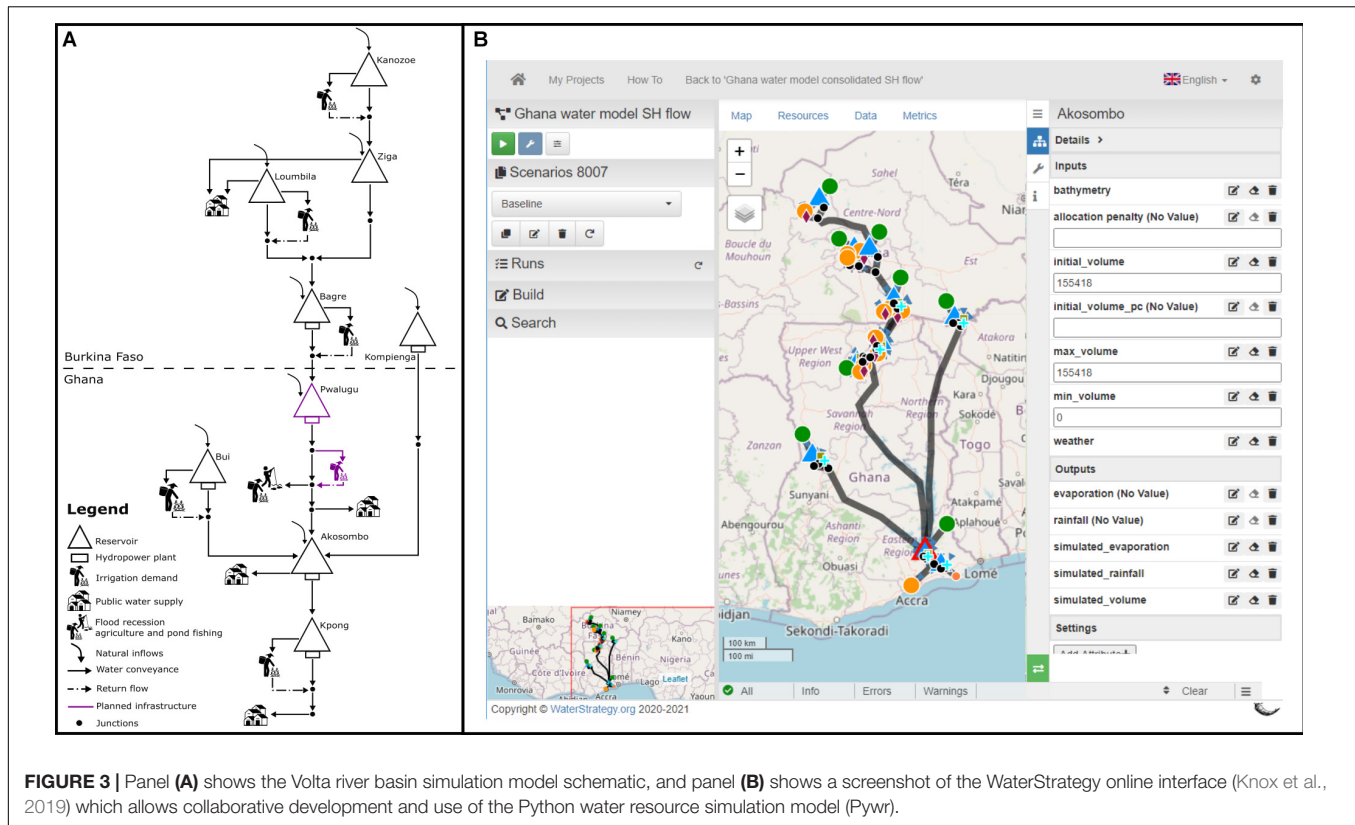 A
Kanozoe
Ziga
Loumbila
Bagre
Kompienga
Burkina Faso
Ghana
Pwalugu
Bui
Akosombo
Kpong
Legend
Reservoir
Hydropower plant
Irrigation demand
Public water supply
Flood recession
agriculture and pond fishing
Natural inflows
Water conveyance
Return flow
Planned infrastructure
Junctions
B
My Projects How To Back to 'Ghana water model consolidated SH flow' English
Ghana water model SH flow
Scenarios 8007
Baseline
Runs
Build
Search
Map Resources Data Metrics
+
−
Sahel
Téra
Niar
Centre-Nord
Boucle du
Mouhoun
Est
s-Bassins
Atakora
Natitin
Upper West
Region
Djougou
Kara
Northern
Region
Savannah
Region
Sokodé
Togo
Zanzan
Ghana
Saval
Sunyani
Atakpamé
Abengourou
Ashanti
Region
Aplahoué
Eastern
Region
Obuasi
Lomé
Accra
bidjan
Sekondi-Takoradi
100 km
100 mi
Niamey
Bamako
Burkina
Faso
Kano
Guinée
Bénin
Nigeria
Côte d'Ivoire
Lomé
Lago
Leaflet
Monrovia
Abidjan
Accra
Yaoun
All Info Errors Warnings
Clear
Copyright © WaterStrategy.org 2020-2021
Akosombo
Details >
Inputs
bathymetry
allocation penalty (No Value)
initial_volume
155418
initial_volume_pc (No Value)
max_volume
155418
min_volume
0
weather
Outputs
evaporation (No Value)
rainfall (No Value)
simulated_evaporation
simulated_rainfall
simulated_volume
Settings
Add Attribute
FIGURE 3 | Panel (A) shows the Volta river basin simulation model schematic, and panel (B) shows a screenshot of the WaterStrategy online interface (Knox et al.,
2019) which allows collaborative development and use of the Python water resource simulation model (Pywr).